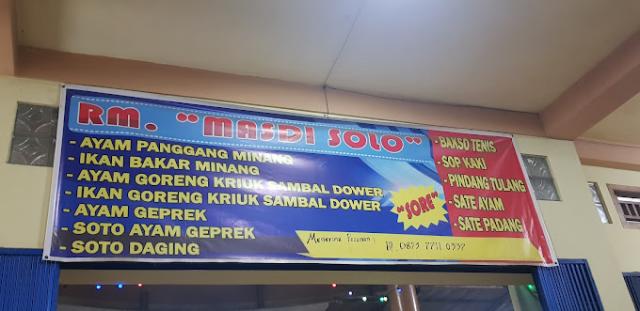 RM. "MASDI SOLO"
- AYAM PANGGANG MINANG
- IKAN BAKAR MINANG
- AYAM GORENG KRIUK SAMBAL DOWER
- IKAN GORENG KRIUK SAMBAL DOWER
- AYAM GEPREK
- SOTO AYAM GEPREK
- SOTO DAGING
"SORE"
- BAKSO TENIS
- SOP KAKI
- PINDANG TULANG
- SATE AYAM
- SATE PADANG
Menerima Pesanan :